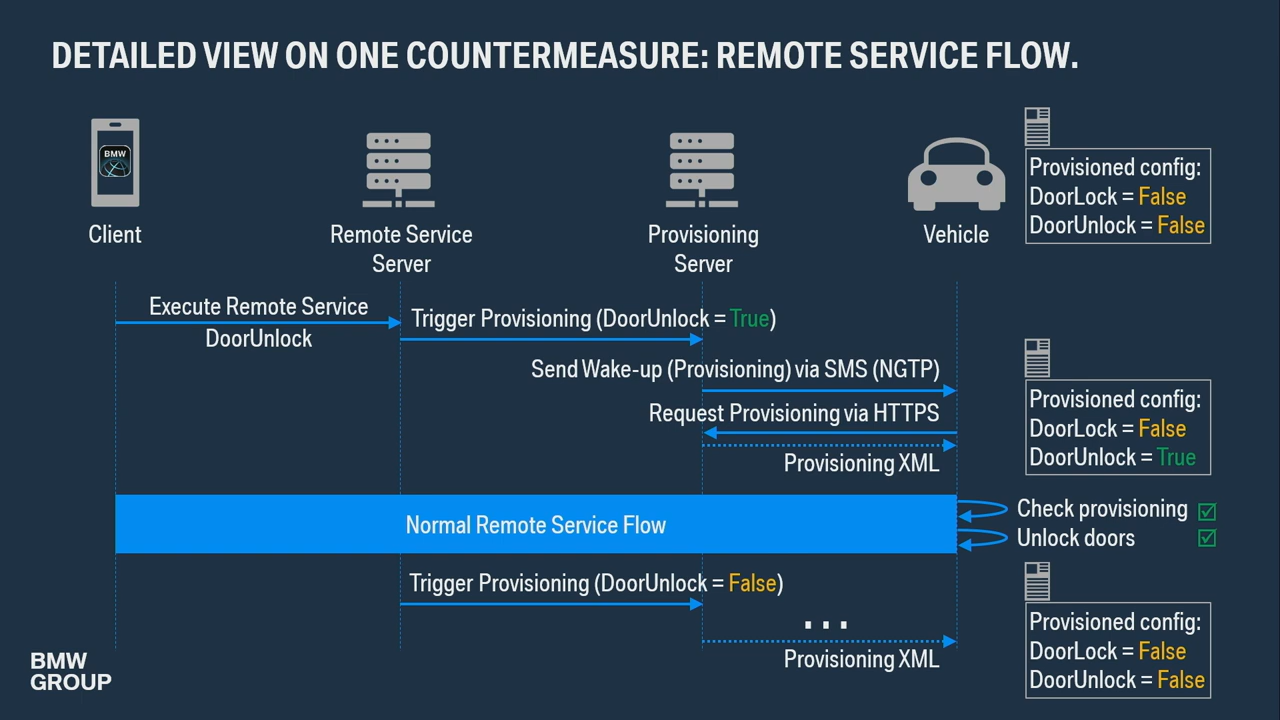 DETAILED VIEW ON ONE COUNTERMEASURE: REMOTE SERVICE FLOW.
BMW
Client
Remote Service
Server
Provisioning
Server
Vehicle
Provisioned config:
DoorLock = False
DoorUnlock = False
Execute Remote Service
DoorUnlock
Trigger Provisioning (DoorUnlock = True)
Send Wake-up (Provisioning) via SMS (NGTP)
Request Provisioning via HTTPS
Provisioning XML
Provisioned config:
DoorLock = False
DoorUnlock = True
Normal Remote Service Flow
Check provisioning
Unlock doors
Trigger Provisioning (DoorUnlock = False)
...
Provisioning XML
Provisioned config:
DoorLock = False
DoorUnlock = False
BMW
GROUP